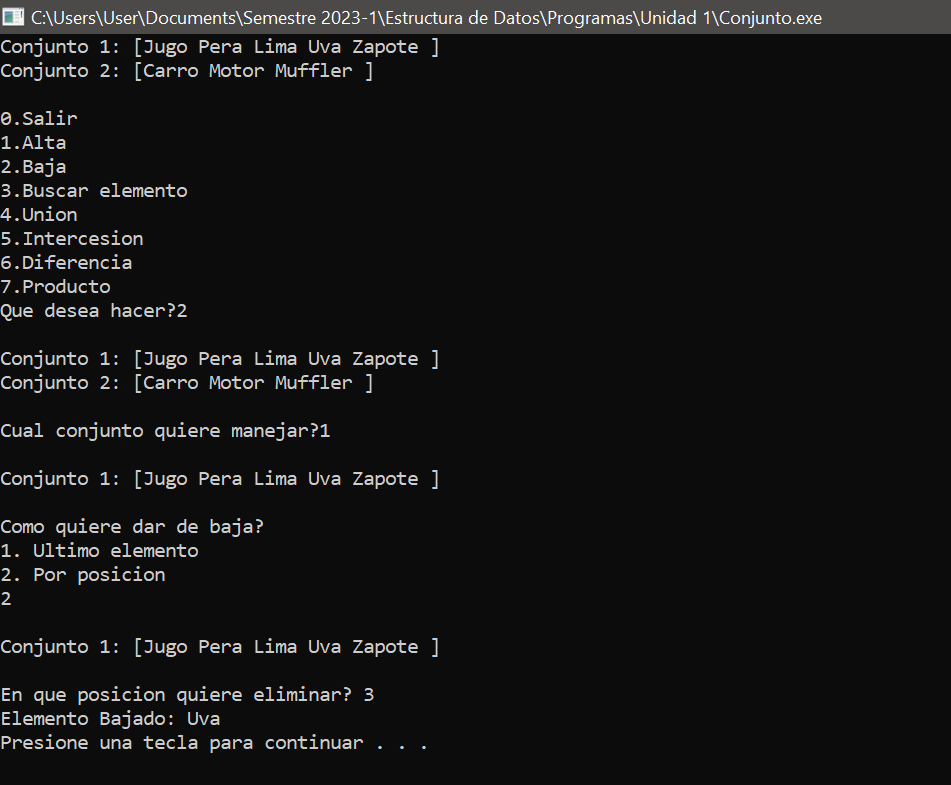 C:\Users\User\Documents\Semestre 2023-1\Estructura de Datos\Programas\Unidad 1\Conjunto.exe
Conjunto 1: [Jugo Pera Lima Uva Zapote ]
Conjunto 2: [Carro Motor Muffler ]
0.Salir
1.Alta
2.Baja
3.Buscar elemento
4.Union
5.Intercesion
6.Diferencia
7.Producto
Que desea hacer?2
Conjunto 1: [Jugo Pera Lima Uva Zapote ]
Conjunto 2: [Carro Motor Muffler ]
Cual conjunto quiere manejar?1
Conjunto 1: [Jugo Pera Lima Uva Zapote ]
Como quiere dar de baja?
1. Ultimo elemento
2. Por posicion
2
Conjunto 1: [Jugo Pera Lima Uva Zapote ]
En que posicion quiere eliminar? 3
Elemento Bajado: Uva
Presione una tecla para continuar . . .